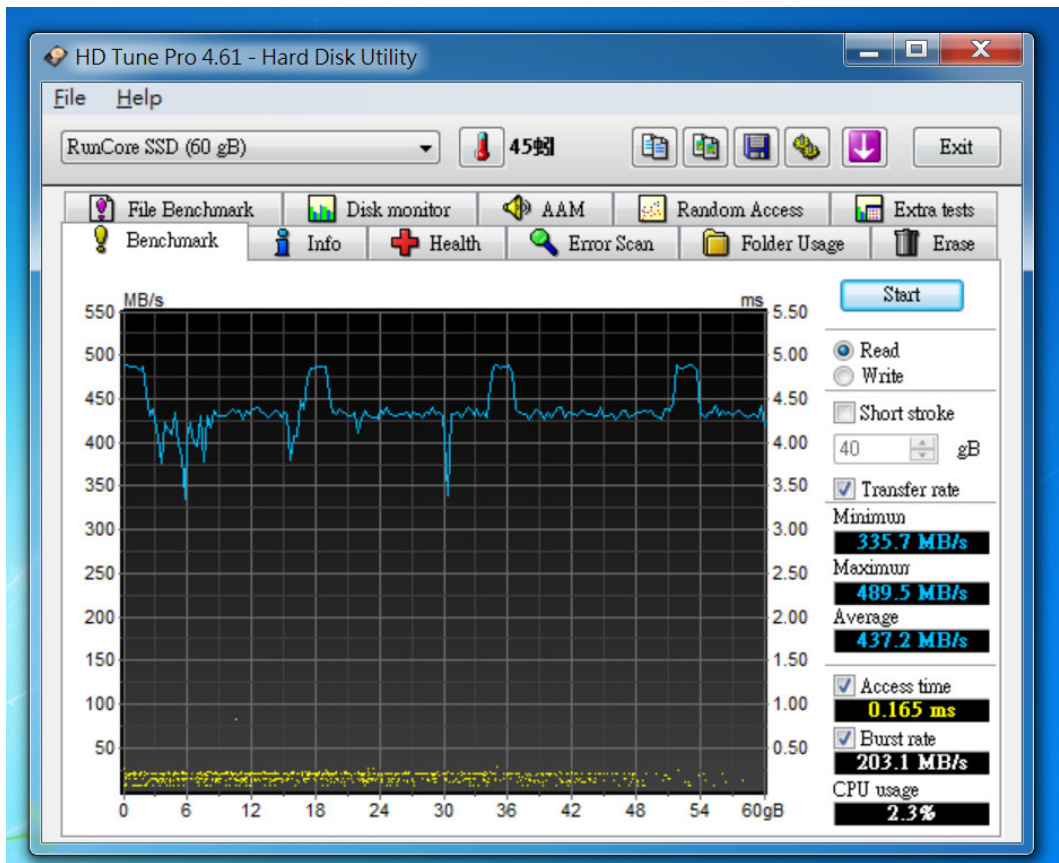 HD Tune Pro 4.61 - Hard Disk Utility
File Help
RunCore SSD (60 gB) 45蚓 Exit
File Benchmark Disk monitor AAM Random Access Extra tests
Benchmark Info Health Error Scan Folder Usage Erase
MB/s ms
550 5.50
500 5.00
450 4.50
400 4.00
350 3.50
300 3.00
250 2.50
200 2.00
150 1.50
100 1.00
50 0.50
0 6 12 18 24 30 36 42 48 54 60gB
Start
Read
Write
Short stroke
40 gB
Transfer rate
Minimun
335.7 MB/s
Maximun
489.5 MB/s
Average
437.2 MB/s
Access time
0.165 ms
Burst rate
203.1 MB/s
CPU usage
2.3%